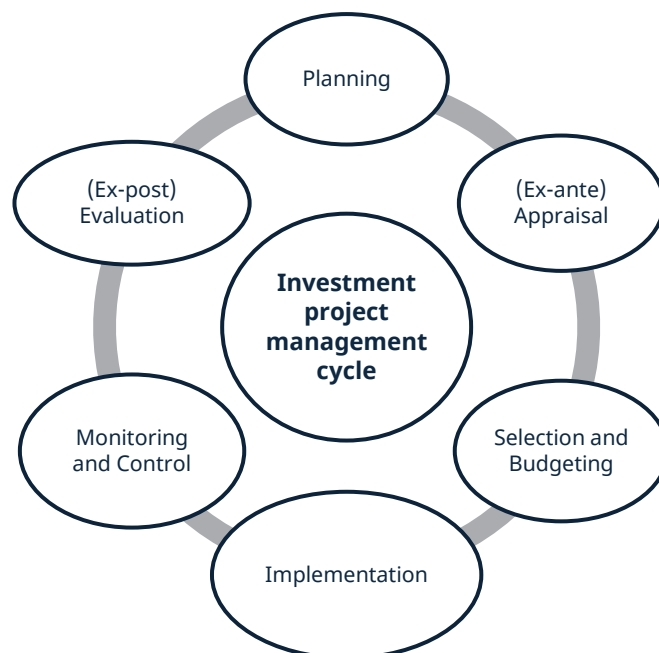 Planning
(Ex-ante)
Appraisal
Selection and
Budgeting
Implementation
Monitoring
and Control
(Ex-post)
Evaluation
Investment
project
management
cycle